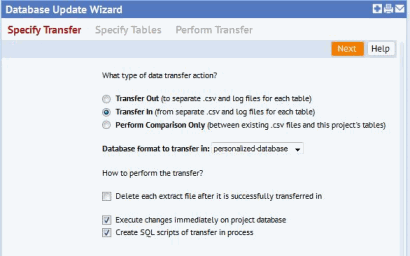 Database Update Wizard
Specify Transfer Specify Tables Perform Transfer
Next Help
What type of data transfer action?
Transfer Out (to separate .csv and log files for each table)
Transfer In (from separate .csv and log files for each table)
Perform Comparison Only (between existing .csv files and this project's tables)
Database format to transfer in: personalized-database
How to perform the transfer?
Delete each extract file after it is successfully transferred in
Execute changes immediately on project database
Create SQL scripts of transfer in process